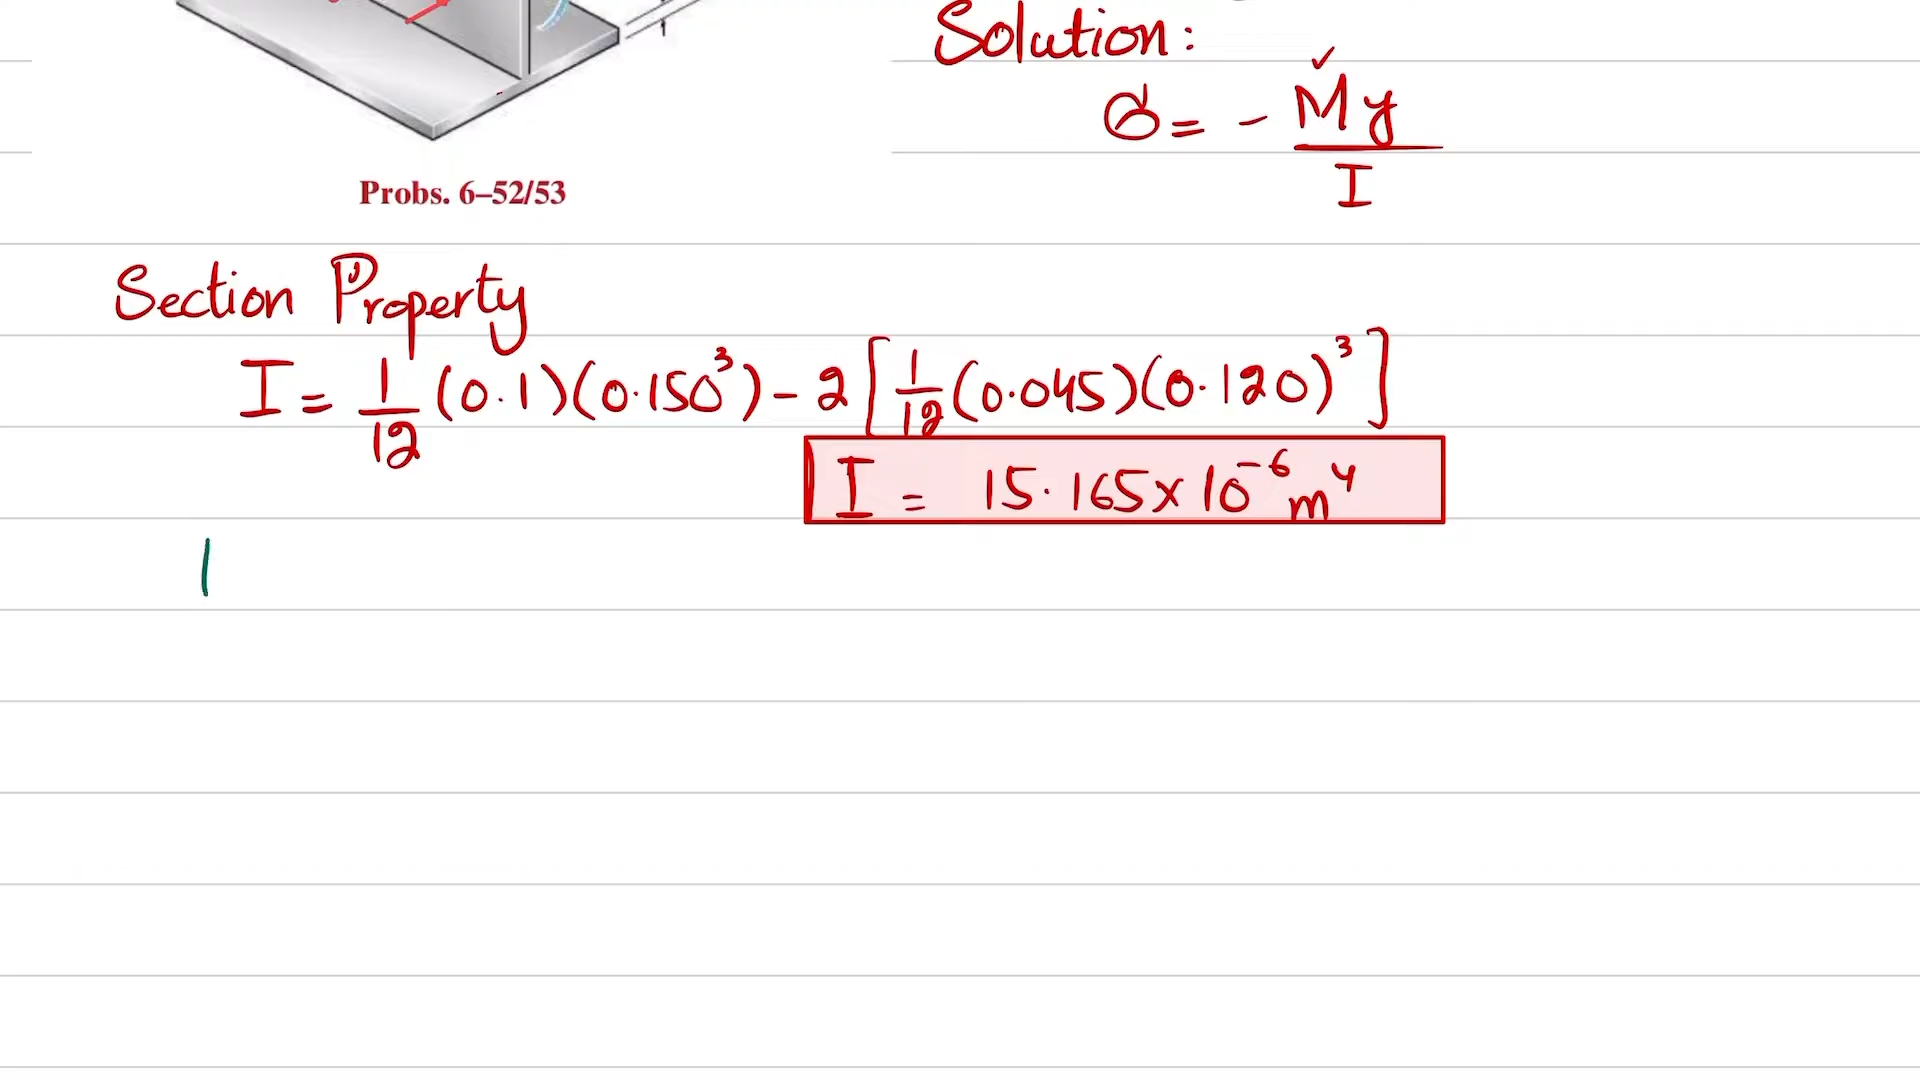 Solution:
σ = - My / I
Probs. 6–52/53
Section Property
I = 1/12 (0.1)(0.150³) - 2 [1/12 (0.045)(0.120)³]
I = 15.165 x 10⁻⁶ m⁴